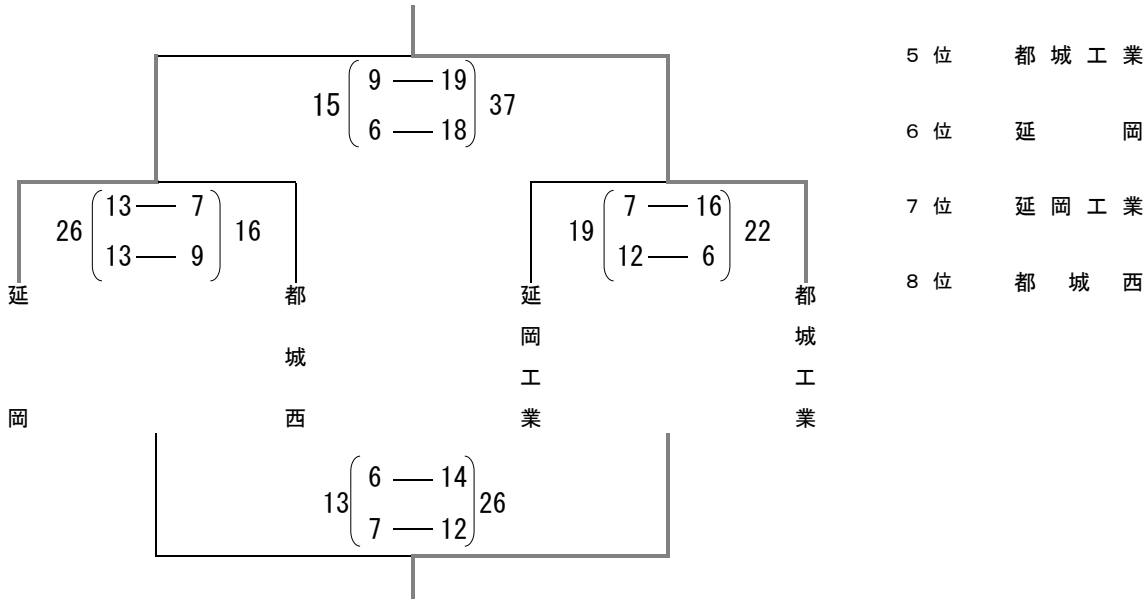 9 — 19
15 37
6 — 18
13 — 7
26 16
13 — 9
7 — 16
19 22
12 — 6
延岡
都城西
延岡工業
都城工業
6 — 14
13 26
7 — 12
５位 都城工業
６位 延岡
７位 延岡工業
８位 都城西